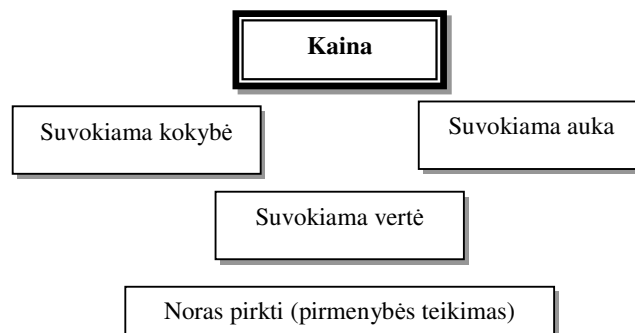 Kaina
Suvokiama kokybė
Suvokiama auka
Suvokiama vertė
Noras pirkti (pirmenybės teikimas)